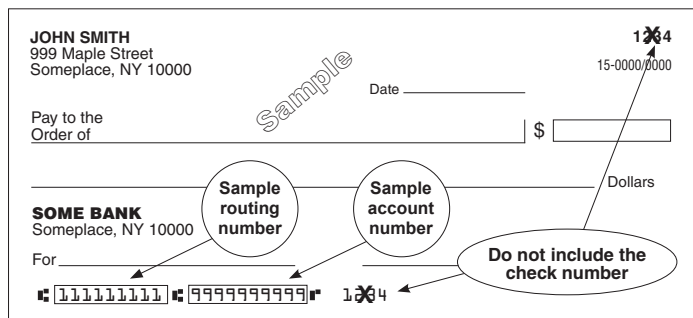 JOHN SMITH
999 Maple Street
Someplace, NY 10000
1234
15-0000/0000
Sample
Date
Pay to the
Order of
$
Dollars
Sample
routing
number
Sample
account
number
SOME BANK
Someplace, NY 10000
For
Do not include the
check number
⑆111111111⑆ 9999999999⑈ 1234